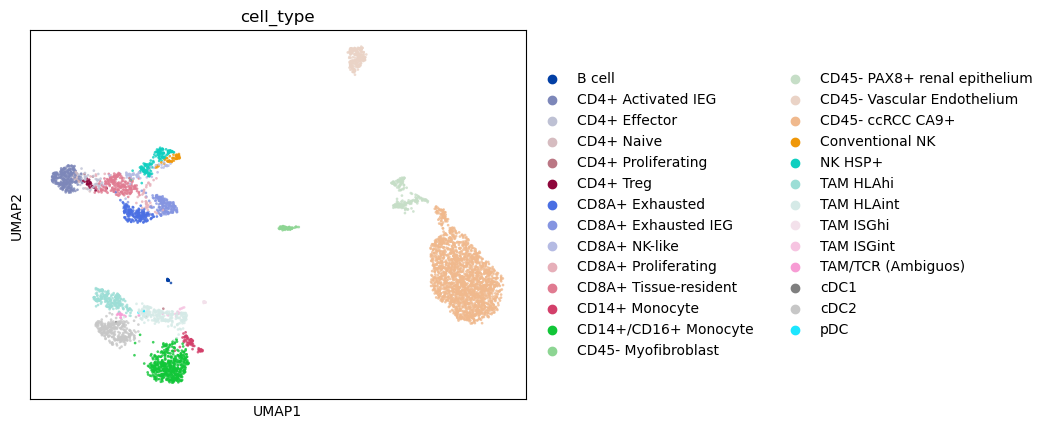 cell_type
UMAP2
UMAP1
B cell
CD4+ Activated IEG
CD4+ Effector
CD4+ Naive
CD4+ Proliferating
CD4+ Treg
CD8A+ Exhausted
CD8A+ Exhausted IEG
CD8A+ NK-like
CD8A+ Proliferating
CD8A+ Tissue-resident
CD14+ Monocyte
CD14+/CD16+ Monocyte
CD45- Myofibroblast
CD45- PAX8+ renal epithelium
CD45- Vascular Endothelium
CD45- ccRCC CA9+
Conventional NK
NK HSP+
TAM HLAhi
TAM HLAint
TAM ISGhi
TAM ISGint
TAM/TCR (Ambiguos)
cDC1
cDC2
pDC